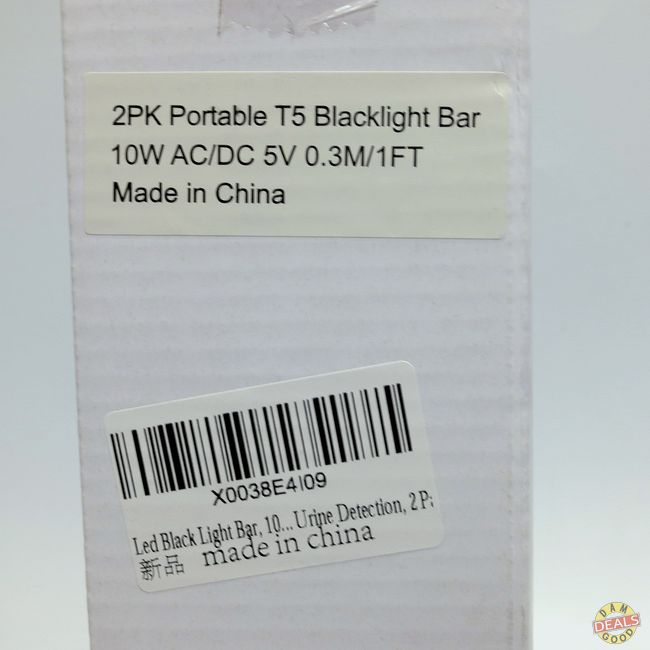 2PK Portable T5 Blacklight Bar
10W AC/DC 5V 0.3M/1FT
Made in China
X0038E4I09
Led Black Light Bar, 10... Urine Detection, 2 Pa
新品 made in china
DAM
DEALS
GOOD